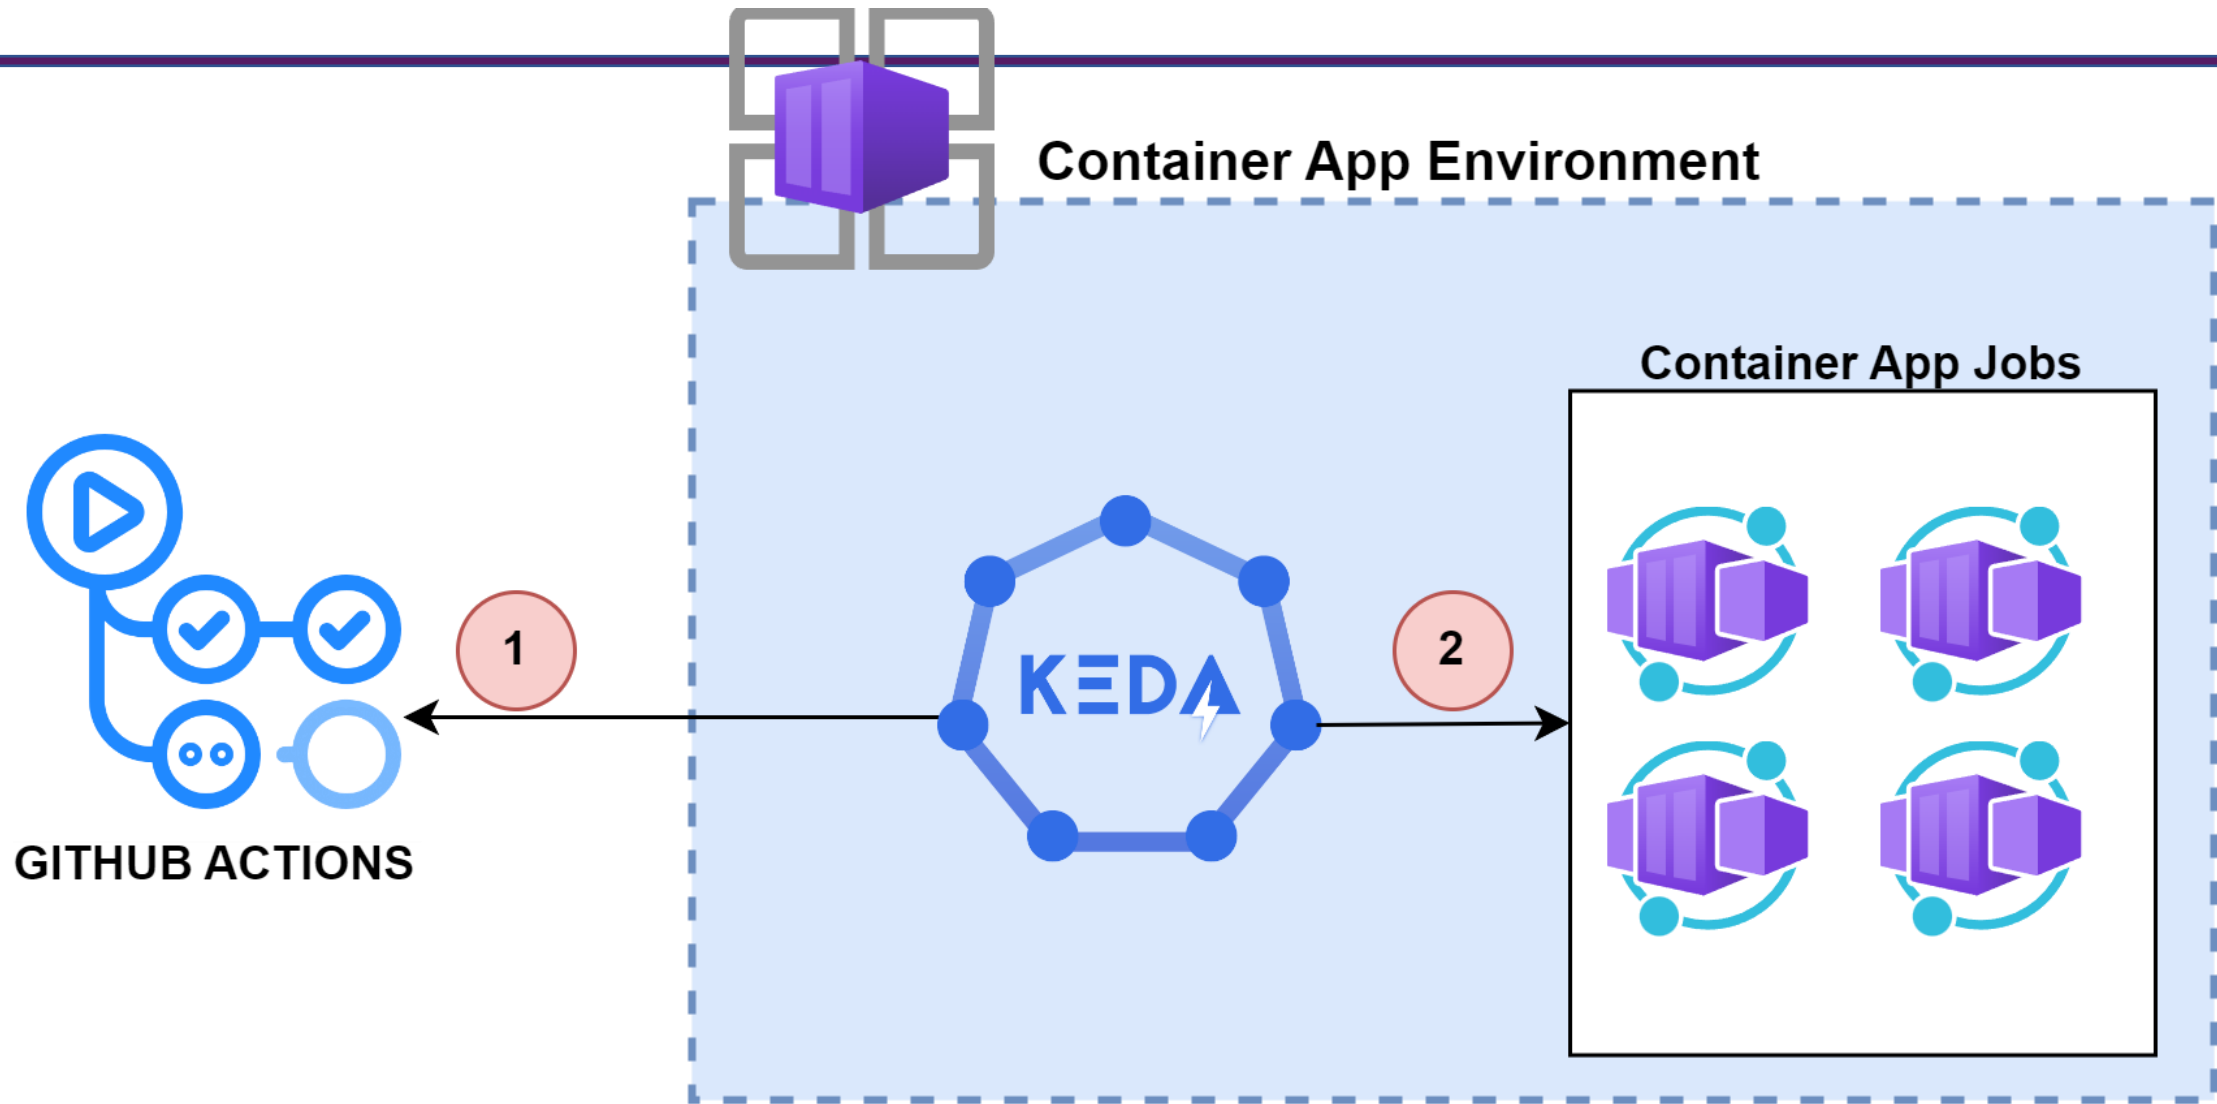 Container App Environment
Container App Jobs
1
2
KEDA
GITHUB ACTIONS